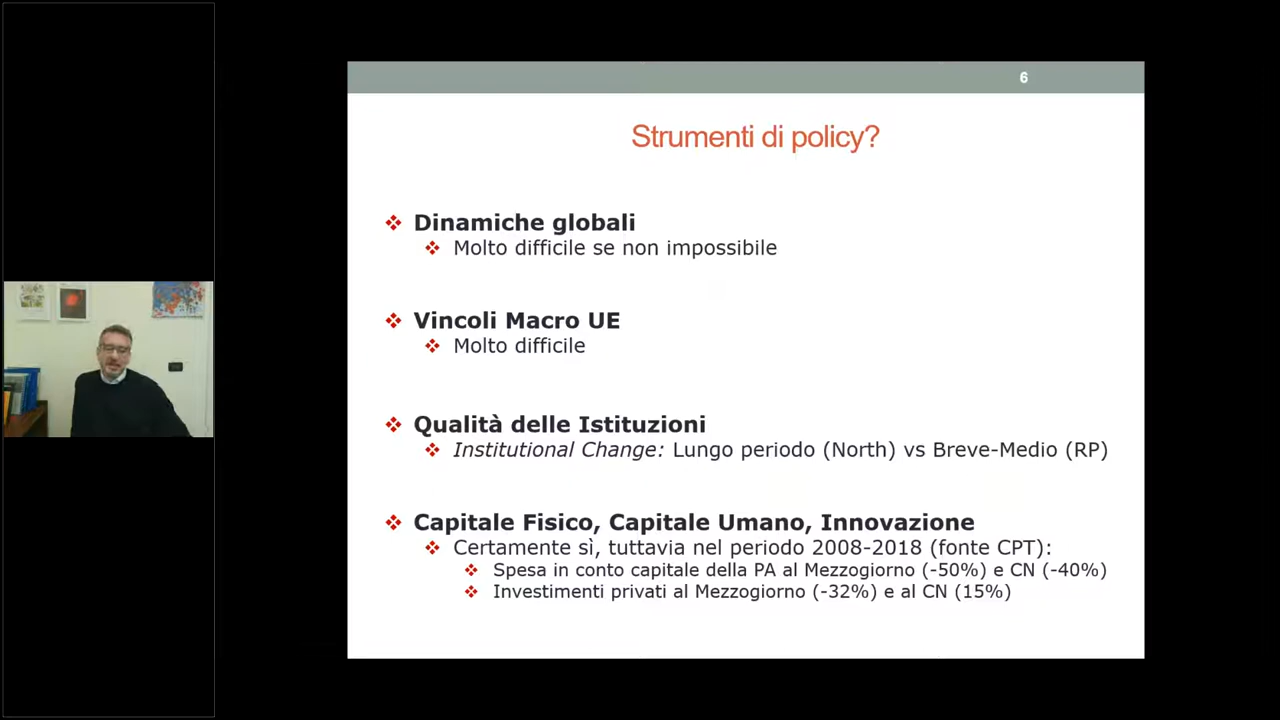 6
Strumenti di policy?
Dinamiche globali
Molto difficile se non impossibile
Vincoli Macro UE
Molto difficile
Qualità delle Istituzioni
Institutional Change: Lungo periodo (North) vs Breve-Medio (RP)
Capitale Fisico, Capitale Umano, Innovazione
Certamente sì, tuttavia nel periodo 2008-2018 (fonte CPT):
Spesa in conto capitale della PA al Mezzogiorno (-50%) e CN (-40%)
Investimenti privati al Mezzogiorno (-32%) e al CN (15%)